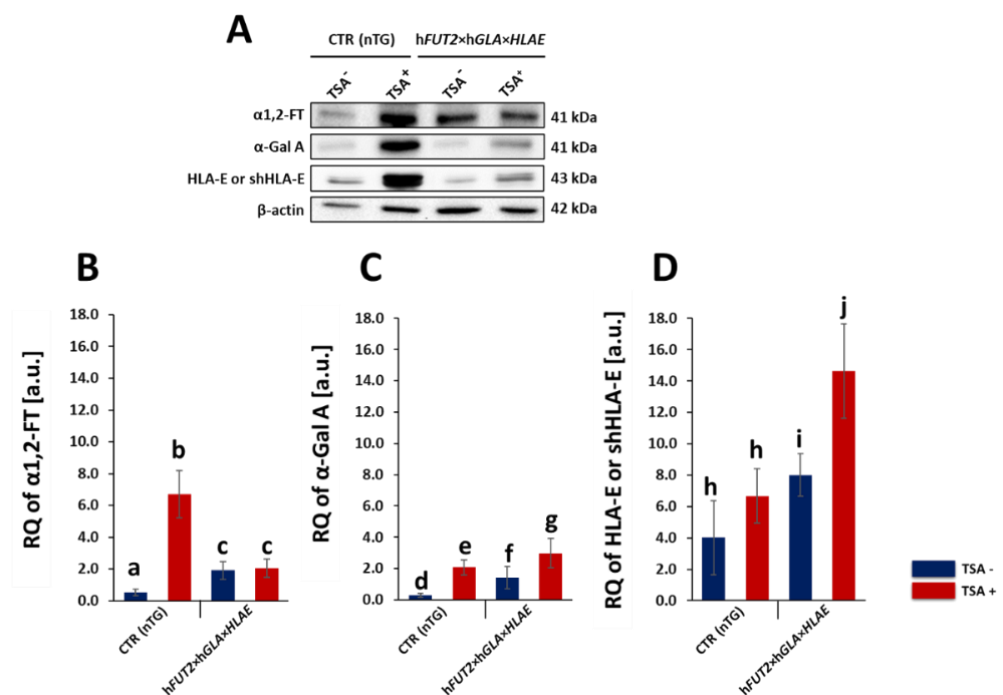 A
CTR (nTG) hFUT2×hGLA×HLAE
TSA- TSA+ TSA- TSA+
α1,2-FT 41 kDa
α-Gal A 41 kDa
HLA-E or shHLA-E 43 kDa
β-actin 42 kDa
B
RQ of α1,2-FT [a.u.]
18.0
16.0
14.0
12.0
10.0
8.0
6.0
4.0
2.0
0.0
a b c c
CTR (nTG) hFUT2×hGLA×HLAE
C
RQ of α-Gal A [a.u.]
18.0
16.0
14.0
12.0
10.0
8.0
6.0
4.0
2.0
0.0
d e f g
CTR (nTG) hFUT2×hGLA×HLAE
D
RQ of HLA-E or shHLA-E [a.u.]
18.0
16.0
14.0
12.0
10.0
8.0
6.0
4.0
2.0
0.0
h h i j
CTR (nTG) hFUT2×hGLA×HLAE
TSA -
TSA +